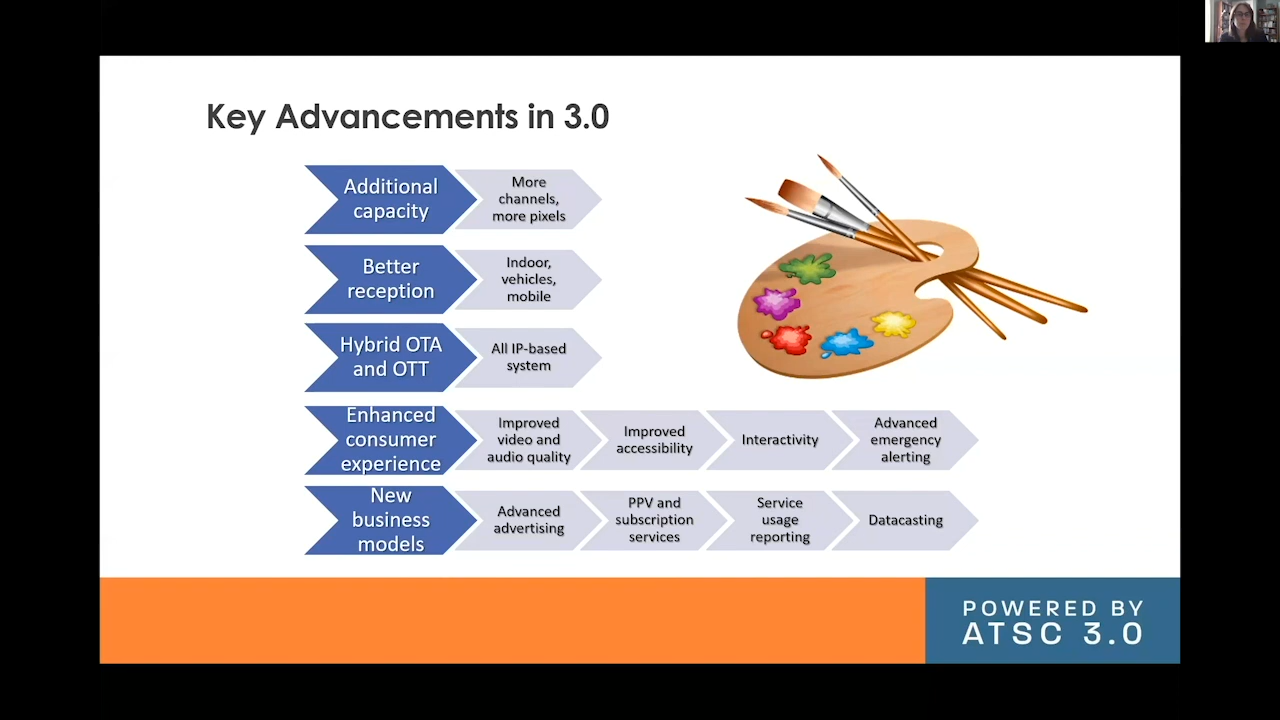 Key Advancements in 3.0
Additional
capacity
More
channels,
more pixels
Better
reception
Indoor,
vehicles,
mobile
Hybrid OTA
and OTT
All IP-based
system
Enhanced
consumer
experience
Improved
video and
audio quality
Improved
accessibility
Interactivity
Advanced
emergency
alerting
New
business
models
Advanced
advertising
PPV and
subscription
services
Service
usage
reporting
Datacasting
POWERED BY
ATSC 3.0